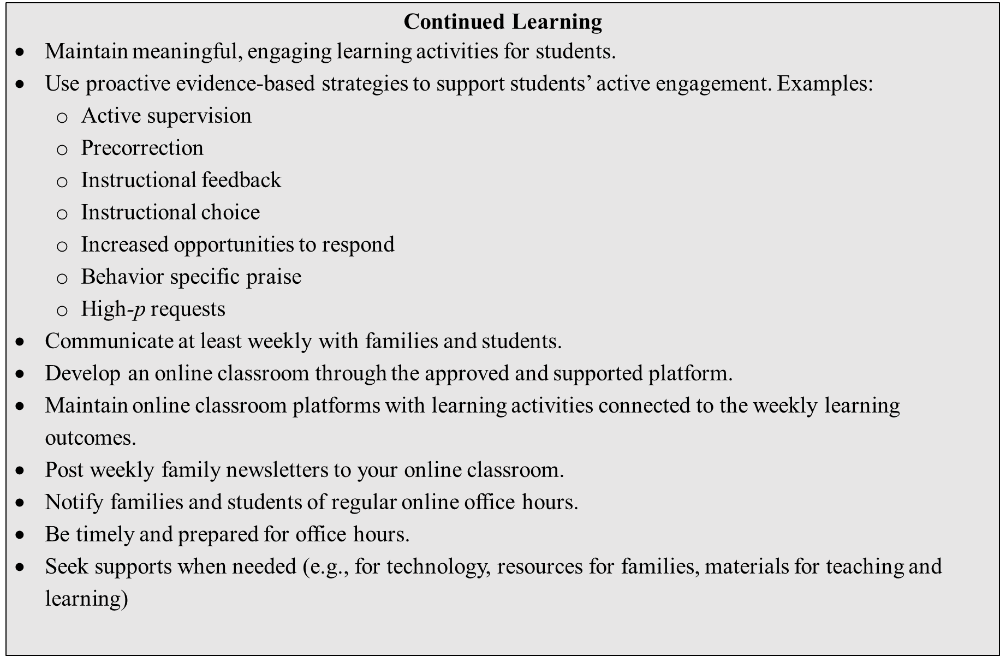 Continued Learning
• Maintain meaningful, engaging learning activities for students.
• Use proactive evidence-based strategies to support students’ active engagement. Examples:
o Active supervision
o Precorrection
o Instructional feedback
o Instructional choice
o Increased opportunities to respond
o Behavior specific praise
o High-p requests
• Communicate at least weekly with families and students.
• Develop an online classroom through the approved and supported platform.
• Maintain online classroom platforms with learning activities connected to the weekly learning
outcomes.
• Post weekly family newsletters to your online classroom.
• Notify families and students of regular online office hours.
• Be timely and prepared for office hours.
• Seek supports when needed (e.g., for technology, resources for families, materials for teaching and
learning)